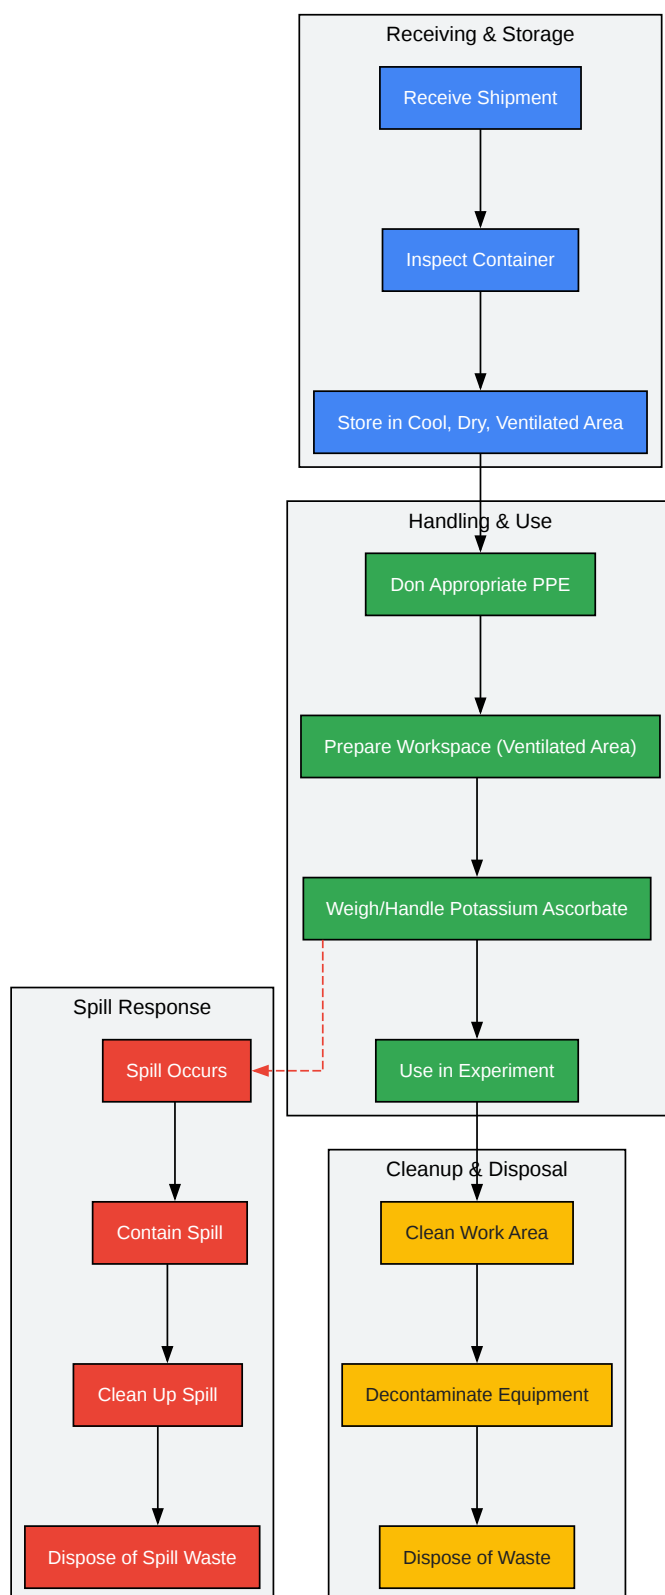 Receiving & Storage
Receive Shipment
Inspect Container
Store in Cool, Dry, Ventilated Area
Handling & Use
Don Appropriate PPE
Prepare Workspace (Ventilated Area)
Weigh/Handle Potassium Ascorbate
Use in Experiment
Spill Response
Spill Occurs
Contain Spill
Clean Up Spill
Dispose of Spill Waste
Cleanup & Disposal
Clean Work Area
Decontaminate Equipment
Dispose of Waste